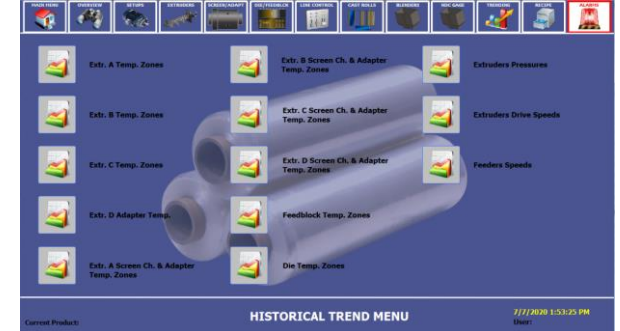 MAIN MENU
OVERVIEW
SETUPS
EXTRUDERS
SCREEN/ADAPT
DIE/FEEDBLCK
LINE CONTROL
CAST ROLLS
BLENDERS
NDC GAGE
TRENDING
RECIPE
ALARMS
Extr. A Temp. Zones
Extr. B Temp. Zones
Extr. C Temp. Zones
Extr. D Adapter Temp.
Extr. A Screen Ch. & Adapter
Temp. Zones
Extr. B Screen Ch. & Adapter
Temp. Zones
Extr. C Screen Ch. & Adapter
Temp. Zones
Extr. D Screen Ch. & Adapter
Temp. Zones
Feedblock Temp. Zones
Die Temp. Zones
Extruders Pressures
Extruders Drive Speeds
Feeders Speeds
Current Product:
HISTORICAL TREND MENU
7/7/2020 1:53:25 PM
User: